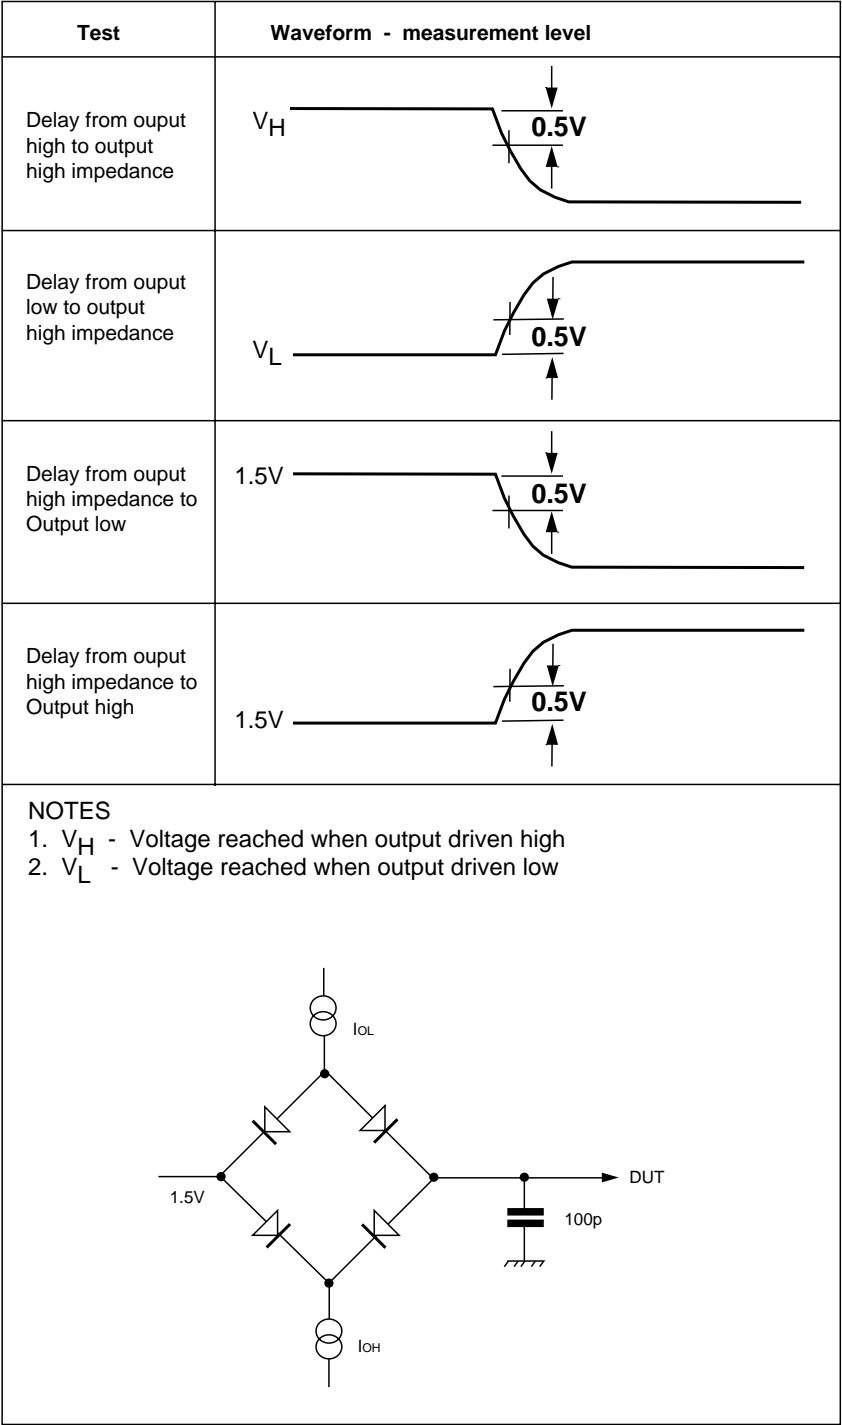 Test
Waveform - measurement level
Delay from ouput
high to output
high impedance
VH
0.5V
Delay from ouput
low to output
high impedance
VL
0.5V
Delay from ouput
high impedance to
Output low
1.5V
0.5V
Delay from ouput
high impedance to
Output high
1.5V
0.5V
NOTES
1. VH - Voltage reached when output driven high
2. VL - Voltage reached when output driven low
IOL
1.5V
DUT
100p
IOH